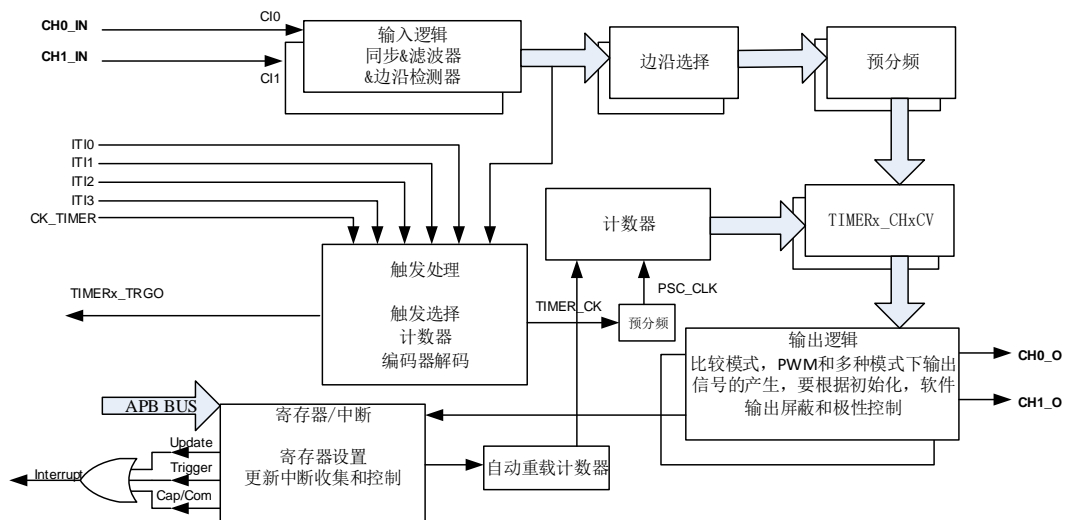 CH0_IN
CI0
CH1_IN
CI1
输入逻辑
同步&滤波器
&边沿检测器
边沿选择
预分频
ITI0
ITI1
ITI2
ITI3
CK_TIMER
计数器
TIMERx_CHxCV
触发处理
触发选择
计数器
编码器解码
TIMERx_TRGO
TIMER_CK
PSC_CLK
预分频
输出逻辑
比较模式，PWM和多种模式下输出
信号的产生，要根据初始化，软件
输出屏蔽和极性控制
CH0_O
CH1_O
APB BUS
寄存器/中断
寄存器设置
更新中断收集和控制
自动重载计数器
Update
Interrupt
Trigger
Cap/Com